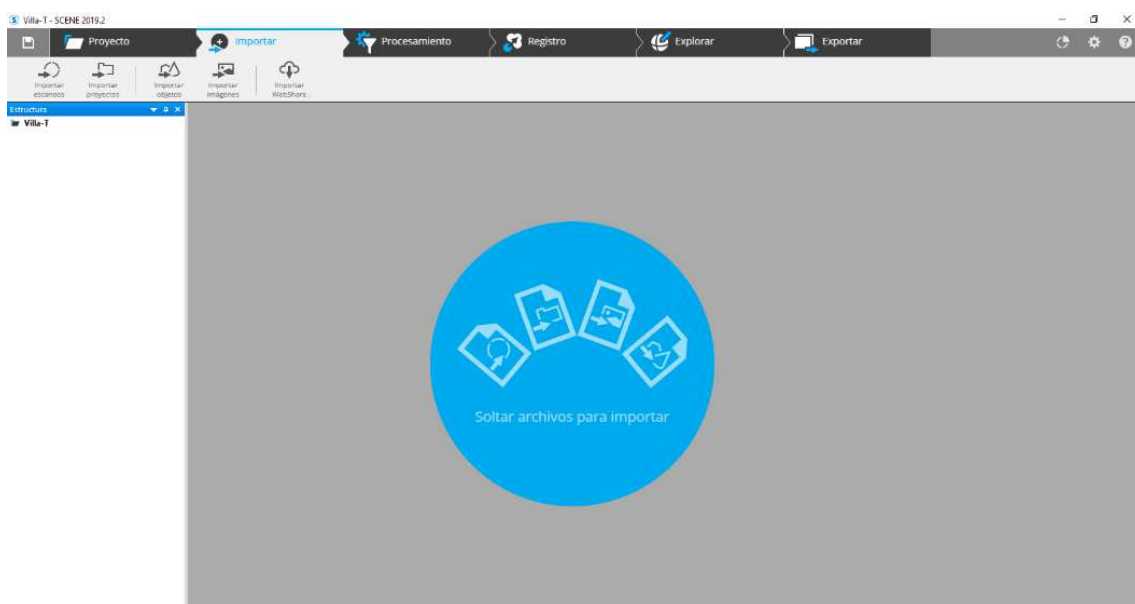 Villa-T - SCENE 2019.2
Proyecto
Importar
Procesamiento
Registro
Explorar
Exportar
Importar escaneos
Importar proyectos
Importar objetos
Importar imágenes
Importar WebShare...
Estructura
Villa-T
Soltar archivos para importar